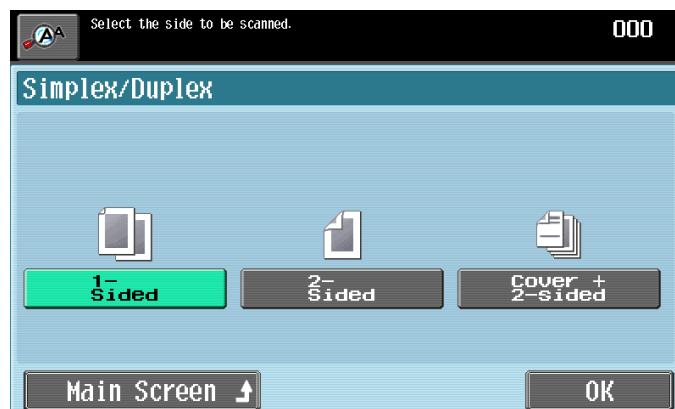 Select the side to be scanned.
000
AA
Simplex/Duplex
1-
Sided
2-
Sided
Cover +
2-sided
Main Screen
OK